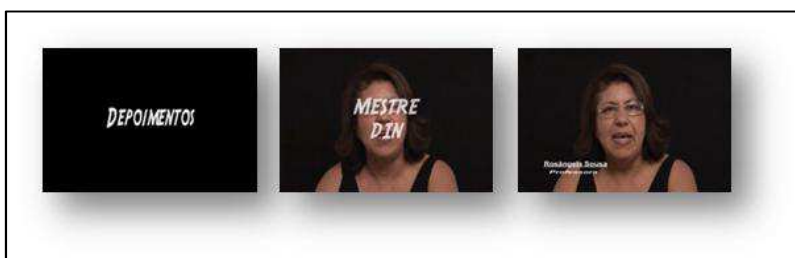 DEPOIMENTOS
MESTRE
DIN
Rosângela Sousa
Professora